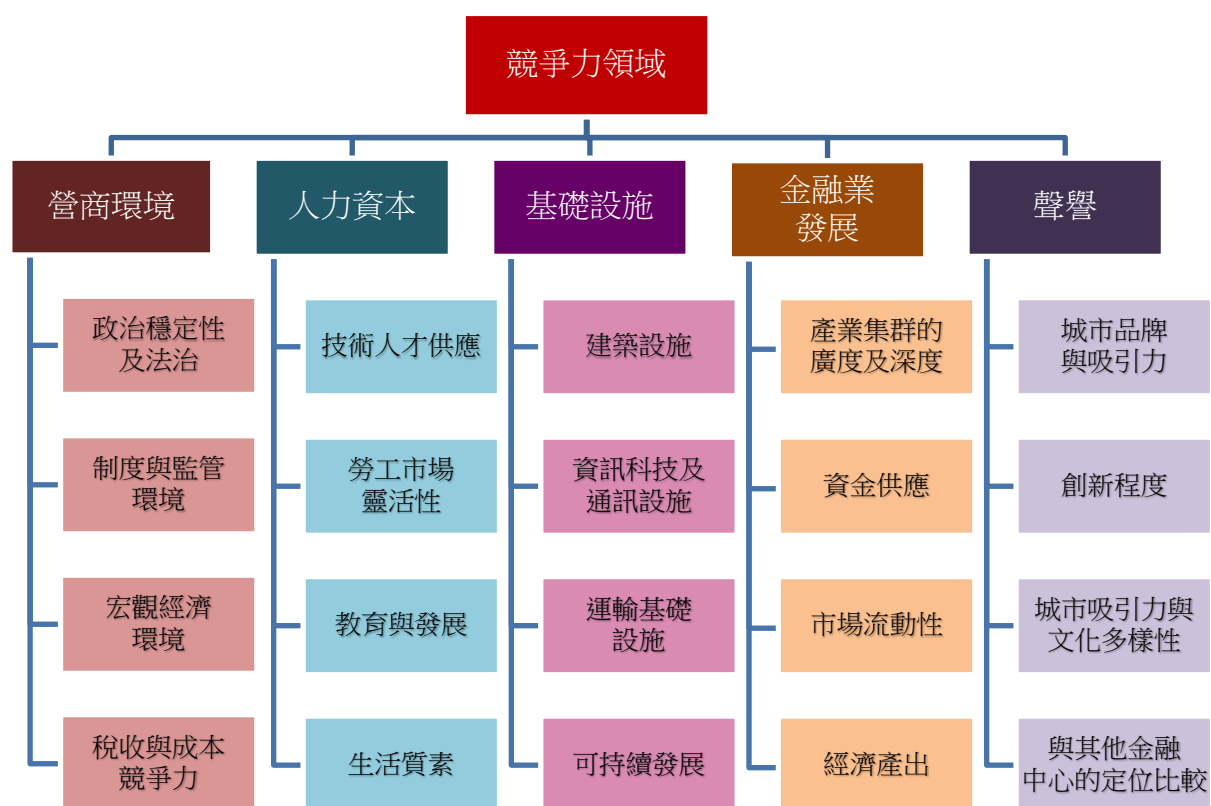 競爭力領域
營商環境
人力資本
基礎設施
金融業
發展
聲譽
政治穩定性
及法治
技術人才供應
建築設施
產業集群的
廣度及深度
城市品牌
與吸引力
制度與監管
環境
勞工市場
靈活性
資訊科技及
通訊設施
資金供應
創新程度
宏觀經濟
環境
教育與發展
運輸基礎
設施
市場流動性
城市吸引力與
文化多樣性
稅收與成本
競爭力
生活質素
可持續發展
經濟產出
與其他金融
中心的定位比較